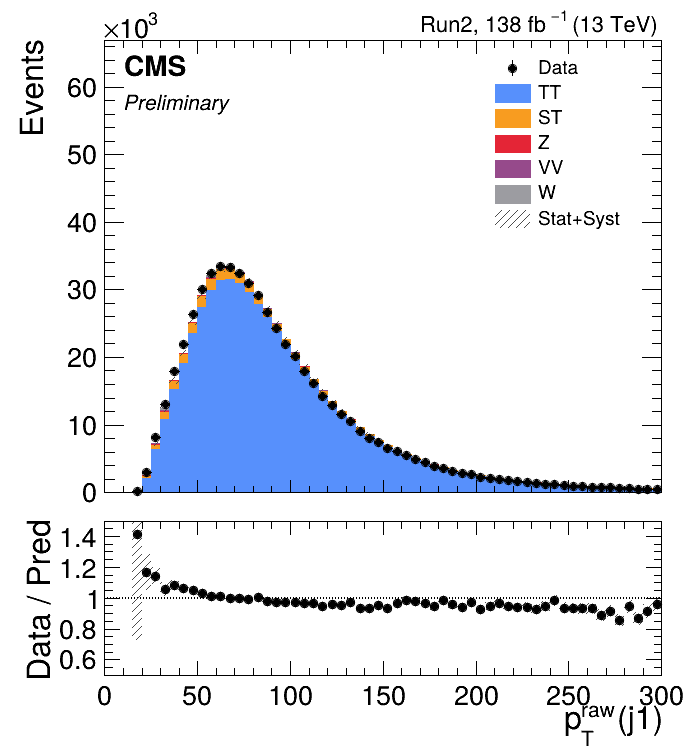 ×10³
Run2, 138 fb⁻¹ (13 TeV)
Events
CMS
Preliminary
Data
TT
ST
Z
VV
W
Stat+Syst
60
50
40
30
20
10
0
Data / Pred
1.4
1.2
1
0.8
0.6
0 50 100 150 200 250 300
p_T^raw(j1)